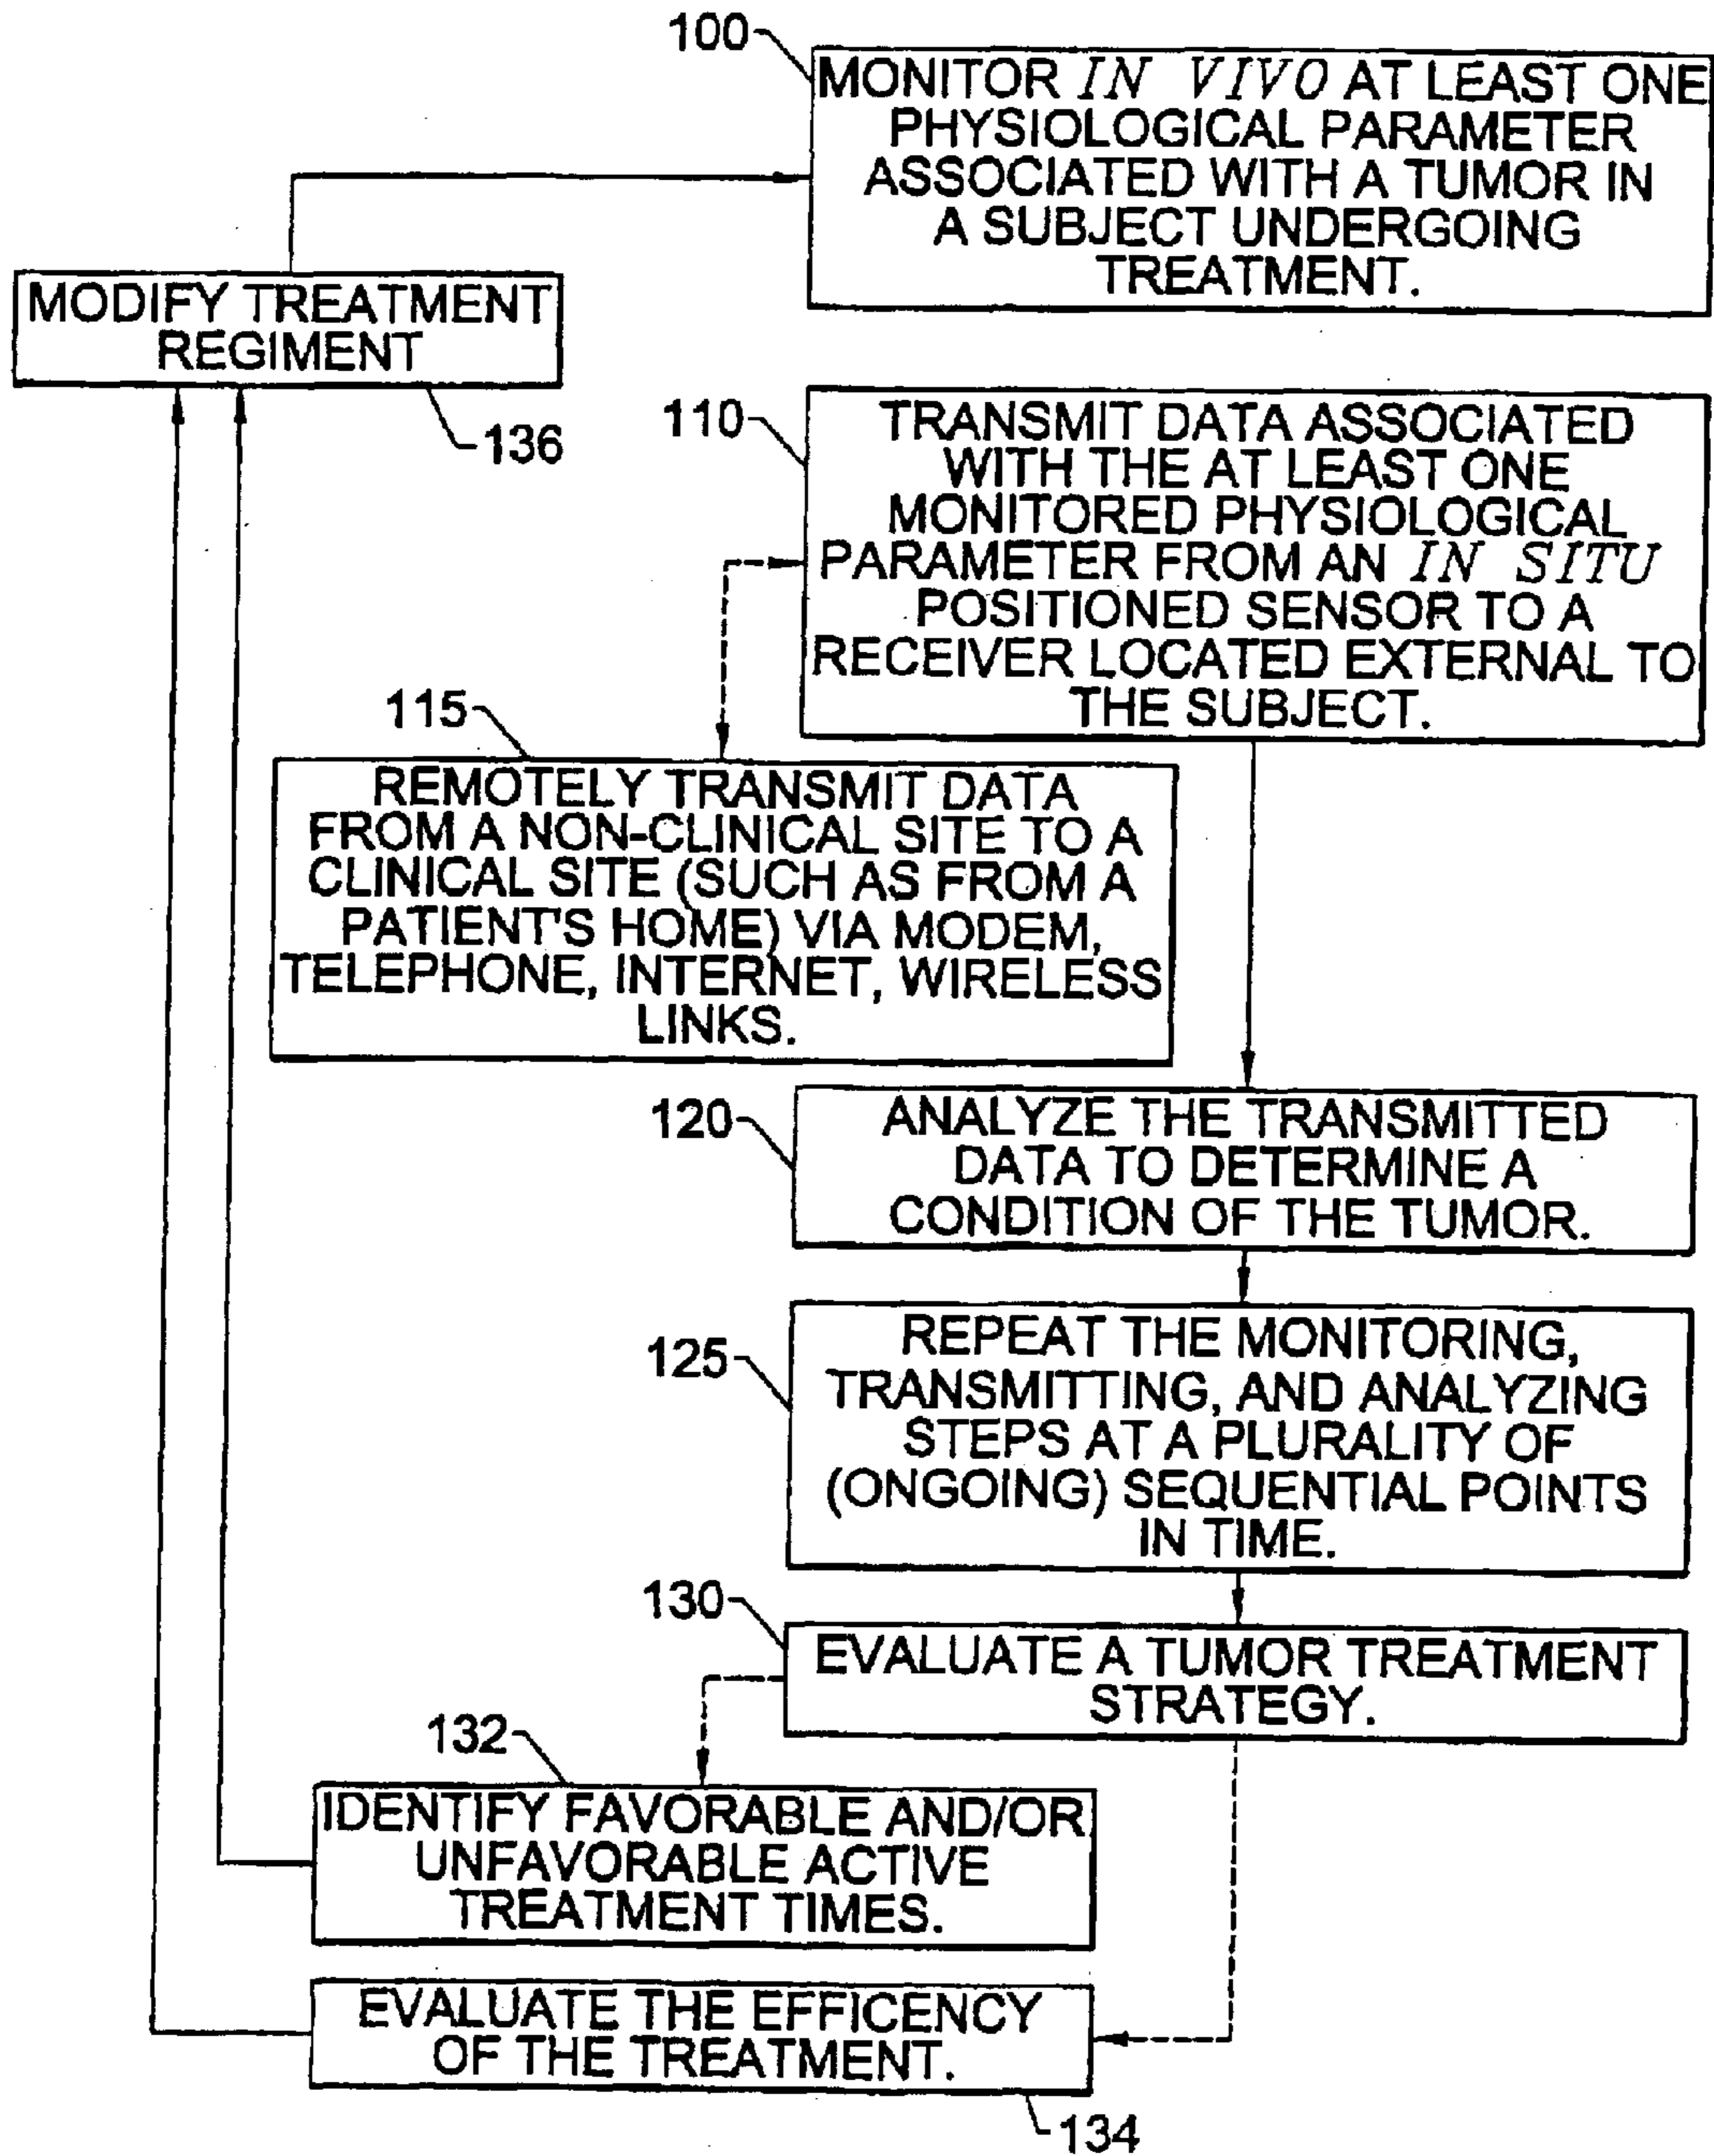 100
MONITOR IN VIVO AT LEAST ONE
PHYSIOLOGICAL PARAMETER
ASSOCIATED WITH A TUMOR IN
A SUBJECT UNDERGOING
TREATMENT.
MODIFY TREATMENT
REGIMENT
136
110
TRANSMIT DATA ASSOCIATED
WITH THE AT LEAST ONE
MONITORED PHYSIOLOGICAL
PARAMETER FROM AN IN SITU
POSITIONED SENSOR TO A
RECEIVER LOCATED EXTERNAL TO
THE SUBJECT.
115
REMOTELY TRANSMIT DATA
FROM A NON-CLINICAL SITE TO A
CLINICAL SITE (SUCH AS FROM A
PATIENT'S HOME) VIA MODEM,
TELEPHONE, INTERNET, WIRELESS
LINKS.
120
ANALYZE THE TRANSMITTED
DATA TO DETERMINE A
CONDITION OF THE TUMOR.
125
REPEAT THE MONITORING,
TRANSMITTING, AND ANALYZING
STEPS AT A PLURALITY OF
(ONGOING) SEQUENTIAL POINTS
IN TIME.
130
EVALUATE A TUMOR TREATMENT
STRATEGY.
132
IDENTIFY FAVORABLE AND/OR
UNFAVORABLE ACTIVE
TREATMENT TIMES.
EVALUATE THE EFFICENCY
OF THE TREATMENT.
134